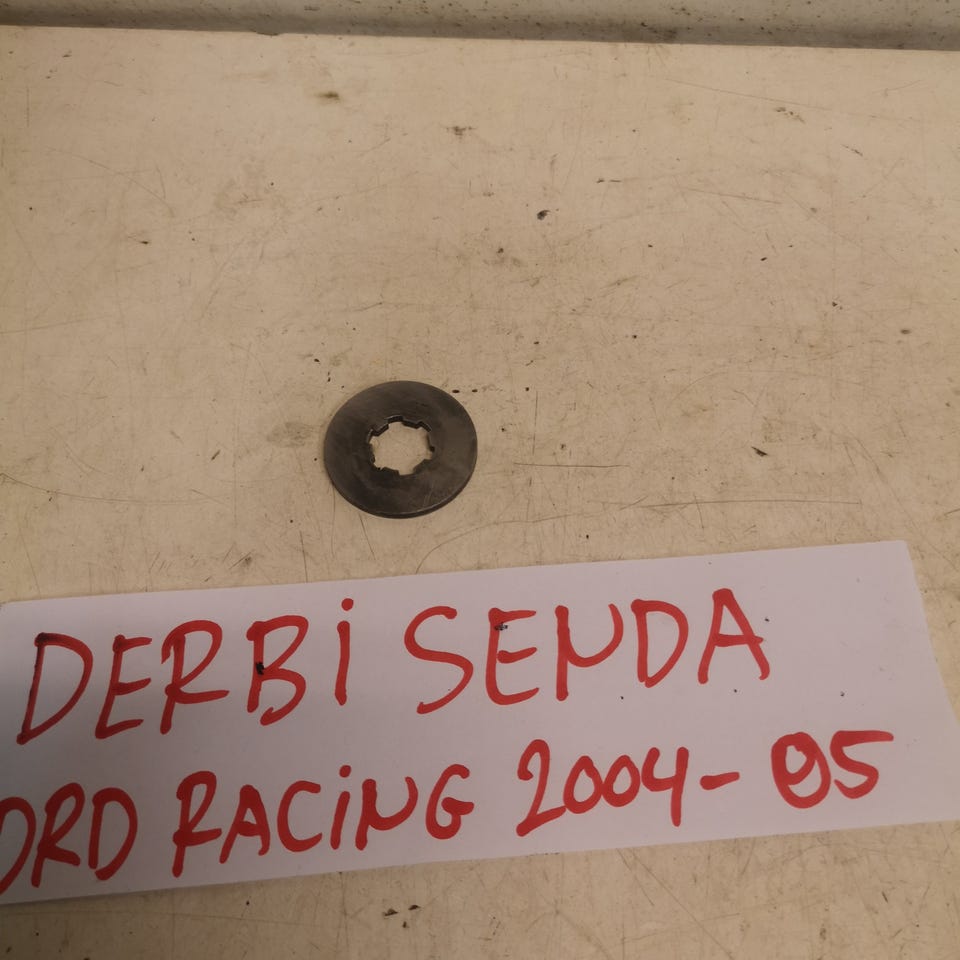 DERBi SENDA
DRD RACiNG 2004-05